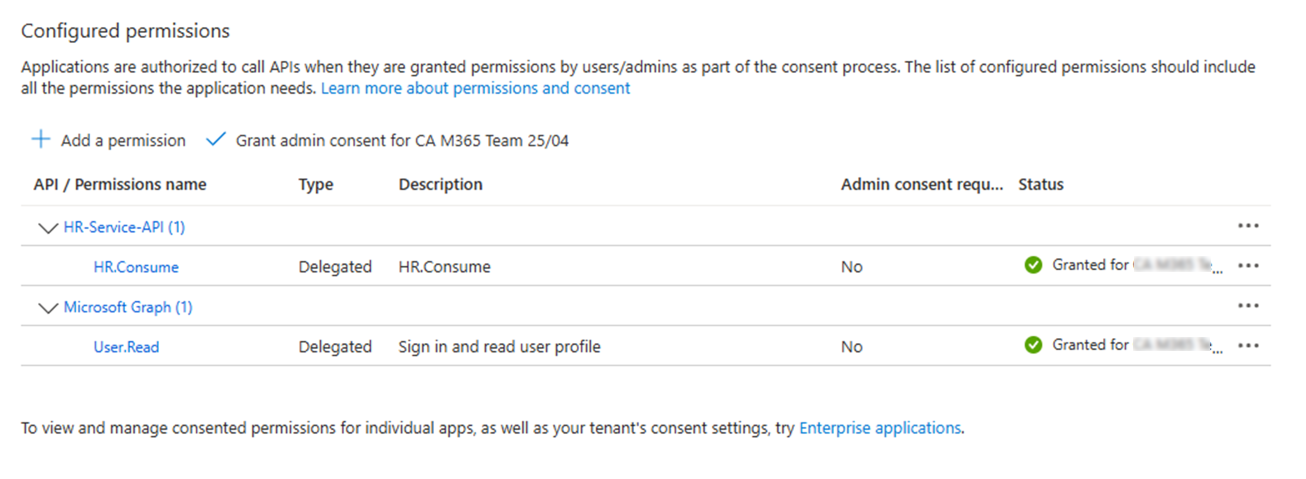 Configured permissions
Applications are authorized to call APIs when they are granted permissions by users/admins as part of the consent process. The list of configured permissions should include
all the permissions the application needs. Learn more about permissions and consent
Add a permission Grant admin consent for CA M365 Team 25/04
API / Permissions name Type Description Admin consent requ... Status
HR-Service-API (1)
HR.Consume Delegated HR.Consume No Granted for ...
Microsoft Graph (1)
User.Read Delegated Sign in and read user profile No Granted for ...
To view and manage consented permissions for individual apps, as well as your tenant's consent settings, try Enterprise applications.